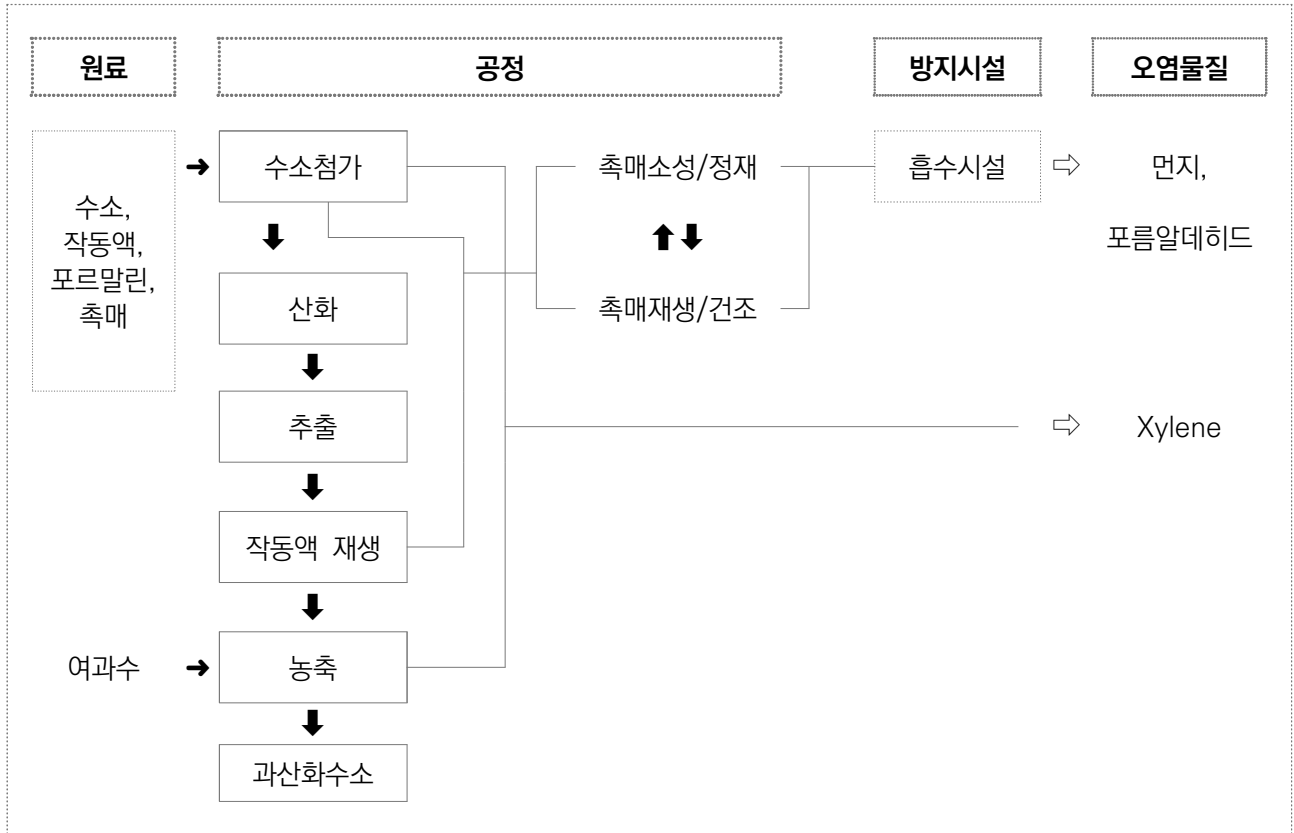 원료
공정
방지시설
오염물질
수소첨가
촉매소성/정재
흡수시설
먼지,
포름알데히드
수소,
작동액,
포르말린,
촉매
산화
촉매재생/건조
추출
Xylene
작동액 재생
여과수
농축
과산화수소